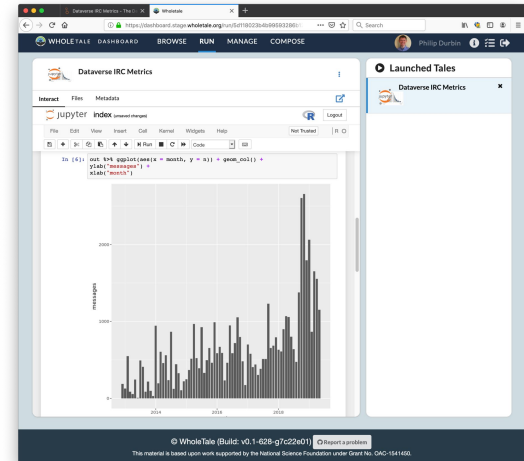 Dataverse IRC Metrics - The Da
Wholetale
https://dashboard.stage.wholetale.org/run/5d118023b4b99593286b
Search
WHOLETALE DASHBOARD BROWSE RUN MANAGE COMPOSE Philip Durbin
Dataverse IRC Metrics
Interact Files Metadata
jupyter index (unsaved changes) R Logout
File Edit View Insert Cell Kernel Widgets Help Not Trusted R
Run Code
In [6]: out %>% ggplot(aes(x = month, y = n)) + geom_col() +
ylab("messages") +
xlab("month")
2000
messages
1000
0
2014 2016 2018
Launched Tales
Dataverse IRC Metrics
© WholeTale (Build: v0.1-628-g7c22e01) Report a problem
This material is based upon work supported by the National Science Foundation under Grant No. OAC-1541450.